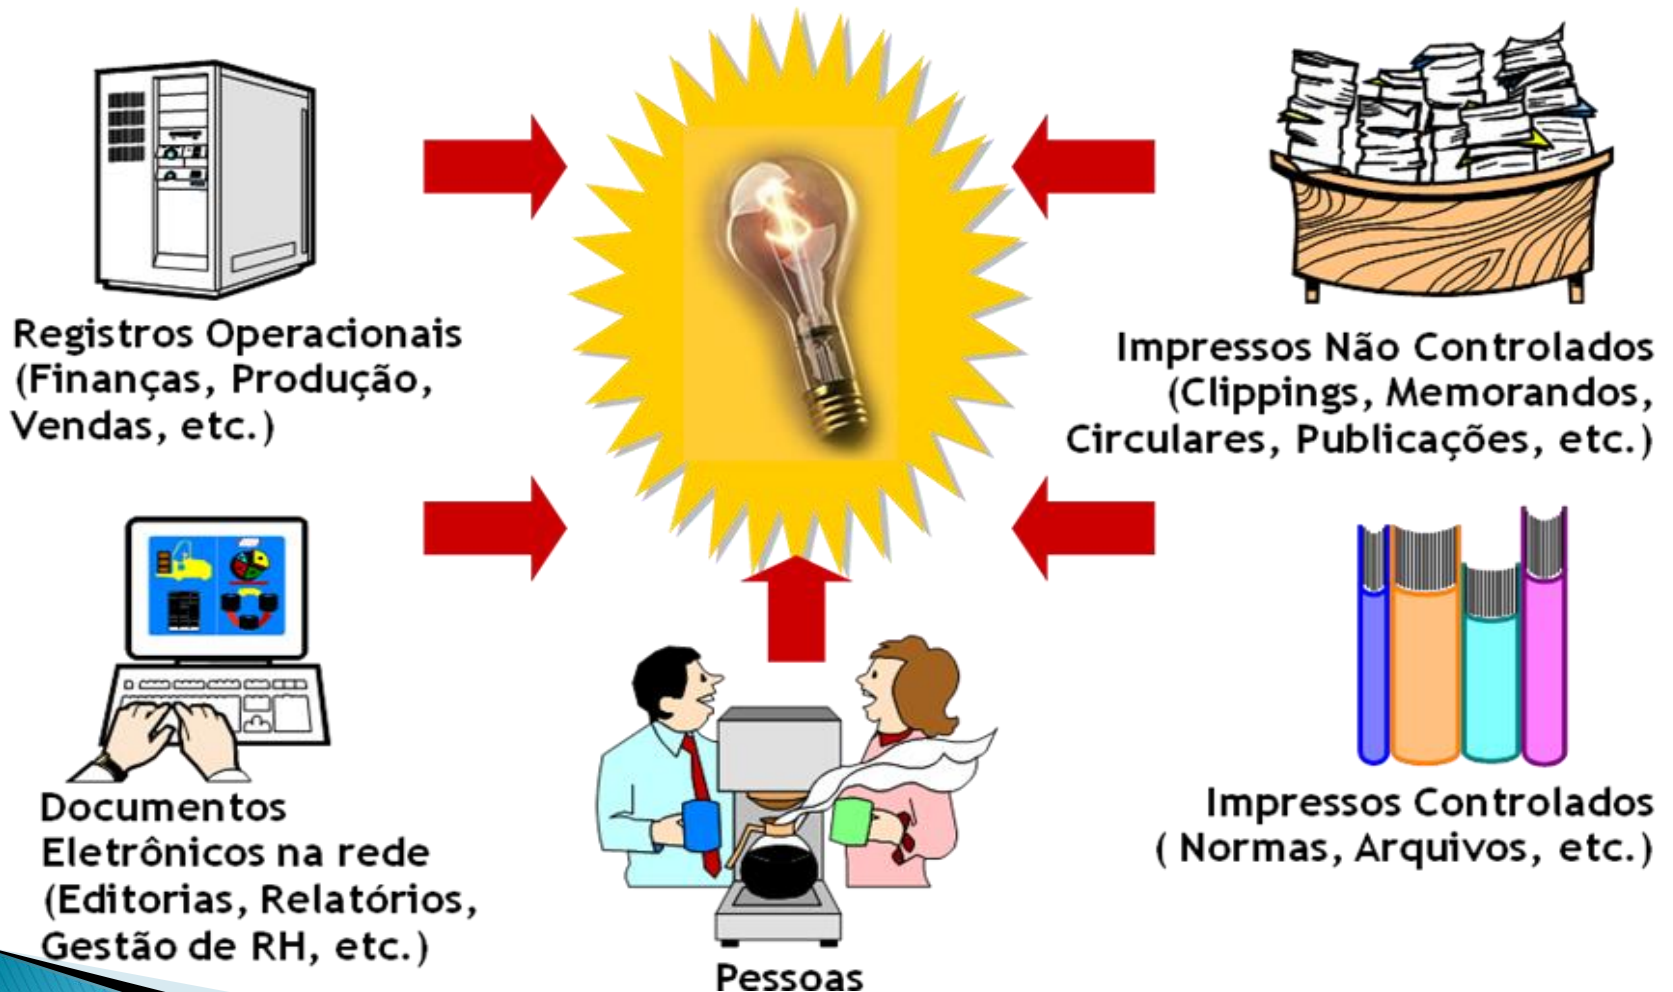 Registros Operacionais
(Finanças, Produção,
Vendas, etc.)
Impressos Não Controlados
(Clippings, Memorandos,
Circulares, Publicações, etc.)
Documentos
Eletrônicos na rede
(Editorias, Relatórios,
Gestão de RH, etc.)
Pessoas
Impressos Controlados
( Normas, Arquivos, etc.)